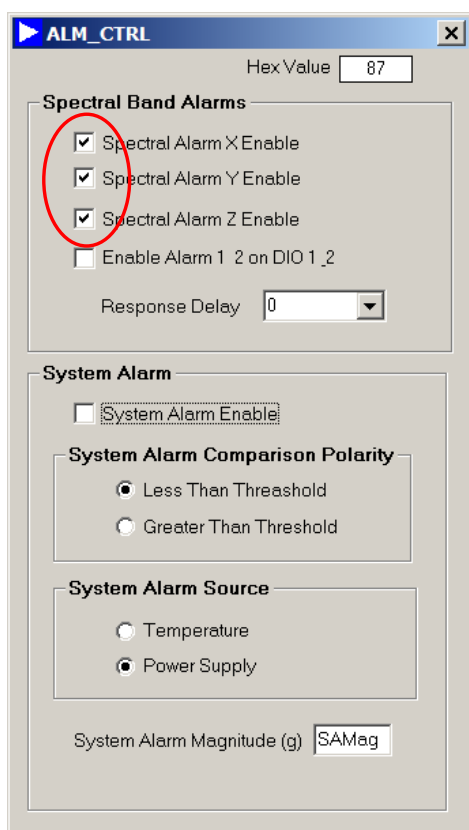 ALM_CTRL
Hex Value 87
Spectral Band Alarms
Spectral Alarm X Enable
Spectral Alarm Y Enable
Spectral Alarm Z Enable
Enable Alarm 1 2 on DIO 1_2
Response Delay 0
System Alarm
System Alarm Enable
System Alarm Comparison Polarity
Less Than Threashold
Greater Than Threshold
System Alarm Source
Temperature
Power Supply
System Alarm Magnitude (g) SAMag